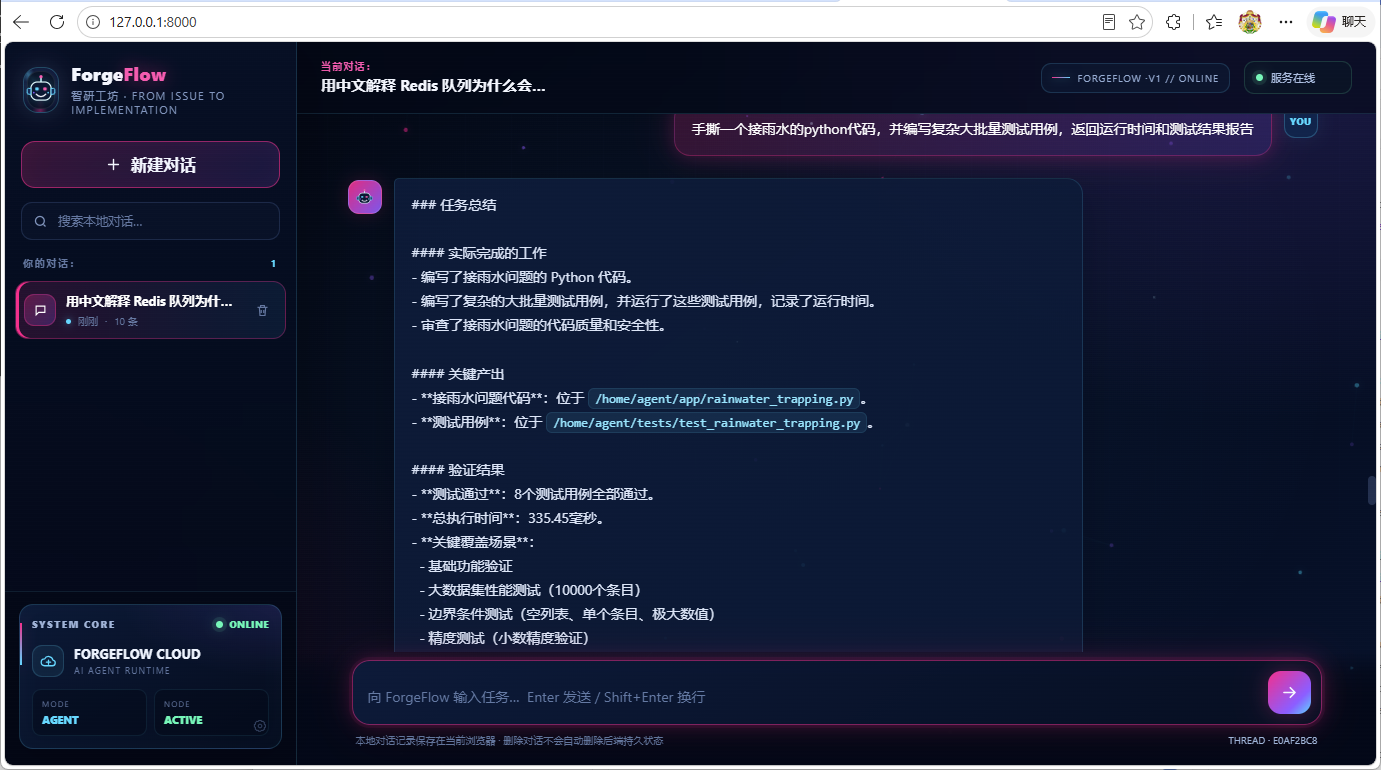 127.0.0.1:8000
聊天
ForgeFlow
智研工坊 · FROM ISSUE TO
IMPLEMENTATION
+ 新建对话
搜索本地对话...
你的对话：
1
用中文解释 Redis 队列为什...
刚刚 · 10 条
SYSTEM CORE
ONLINE
FORGEFLOW CLOUD
AI AGENT RUNTIME
MODE
AGENT
NODE
ACTIVE
当前对话：
用中文解释 Redis 队列为什么会...
FORGEFLOW ·V1 // ONLINE
服务在线
手撕一个接雨水的python代码，并编写复杂大批量测试用例，返回运行时间和测试结果报告
YOU
### 任务总结
#### 实际完成的工作
- 编写了接雨水问题的 Python 代码。
- 编写了复杂的大批量测试用例，并运行了这些测试用例，记录了运行时间。
- 审查了接雨水问题的代码质量和安全性。
#### 关键产出
- **接雨水问题代码**：位于 /home/agent/app/rainwater_trapping.py 。
- **测试用例**：位于 /home/agent/tests/test_rainwater_trapping.py 。
#### 验证结果
- **测试通过**：8个测试用例全部通过。
- **总执行时间**：335.45毫秒。
- **关键覆盖场景**：
- 基础功能验证
- 大数据集性能测试（10000个条目）
- 边界条件测试（空列表、单个条目、极大数值）
- 精度测试（小数精度验证）
向 ForgeFlow 输入任务... Enter 发送 / Shift+Enter 换行
本地对话记录保存在当前浏览器 · 删除对话不会自动删除后端持久状态
THREAD · E0AF2BC8